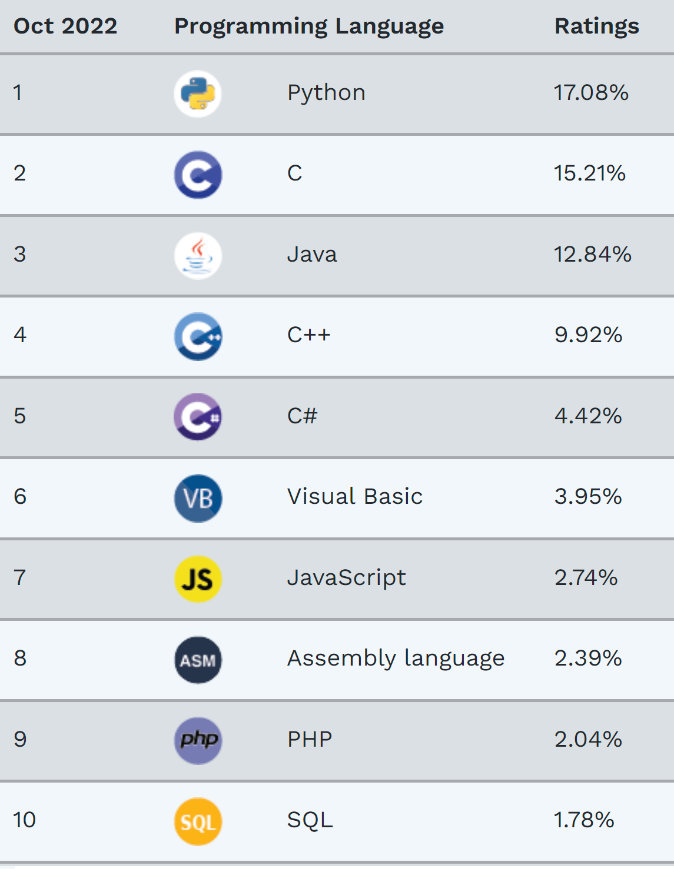 Oct 2022 Programming Language Ratings
1 Python 17.08%
2 C C 15.21%
3 Java 12.84%
4 C++ C++ 9.92%
5 C# C# 4.42%
6 VB Visual Basic 3.95%
7 JS JavaScript 2.74%
8 ASM Assembly language 2.39%
9 php PHP 2.04%
10 SQL SQL 1.78%